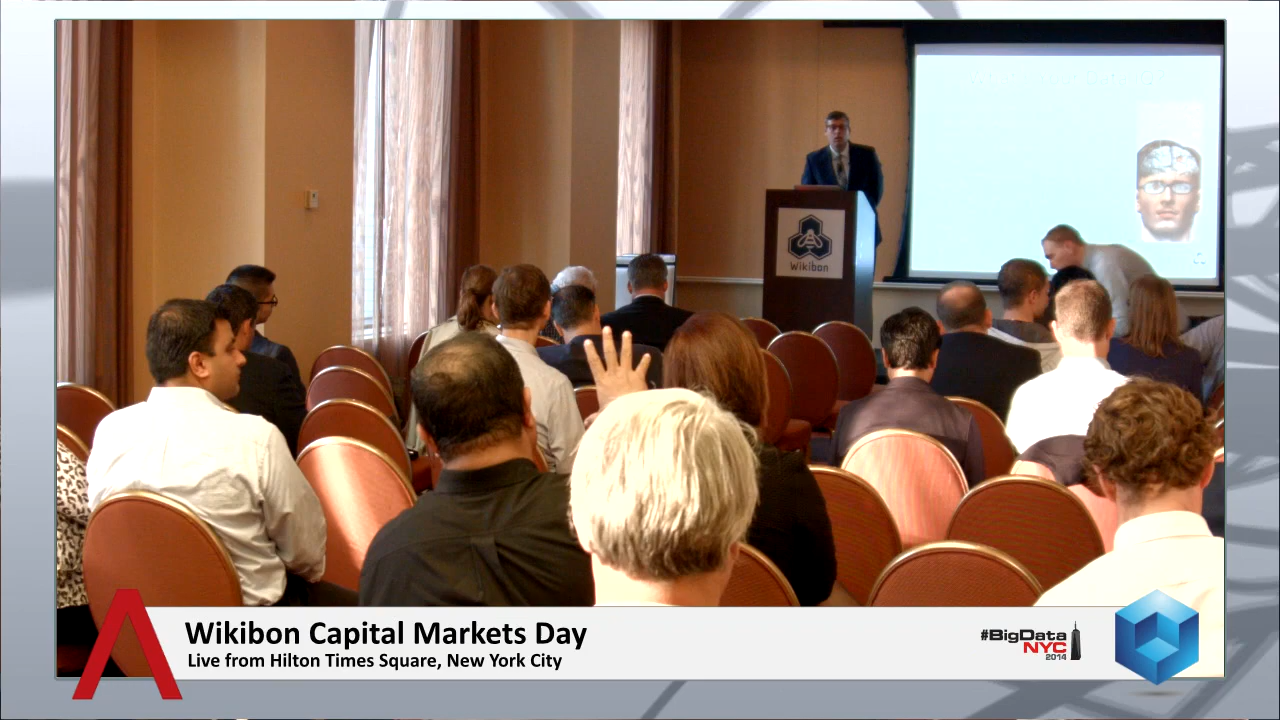 Wikibon
Wikibon Capital Markets Day
Live from Hilton Times Square, New York City
#BigData
NYC
2014